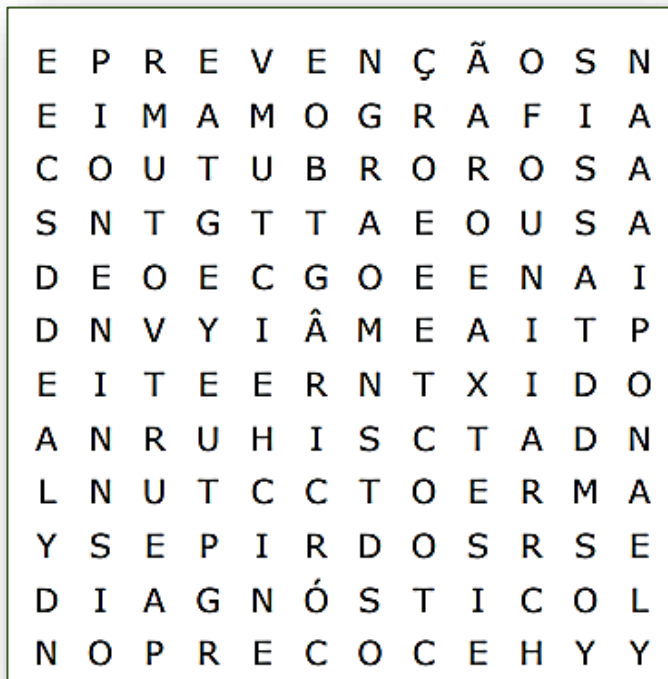 E P R E V E N Ç Ã O S N
E I M A M O G R A F I A
C O U T U B R O R O S A
S N T G T T A E O U S A
D E O E C G O E E N A I
D N V Y I Â M E A I T P
E I T E E R N T X I D O
A N R U H I S C T A D N
L N U T C C T O E R M A
Y S E P I R D O S R S E
D I A G N Ó S T I C O L
N O P R E C O C E H Y Y